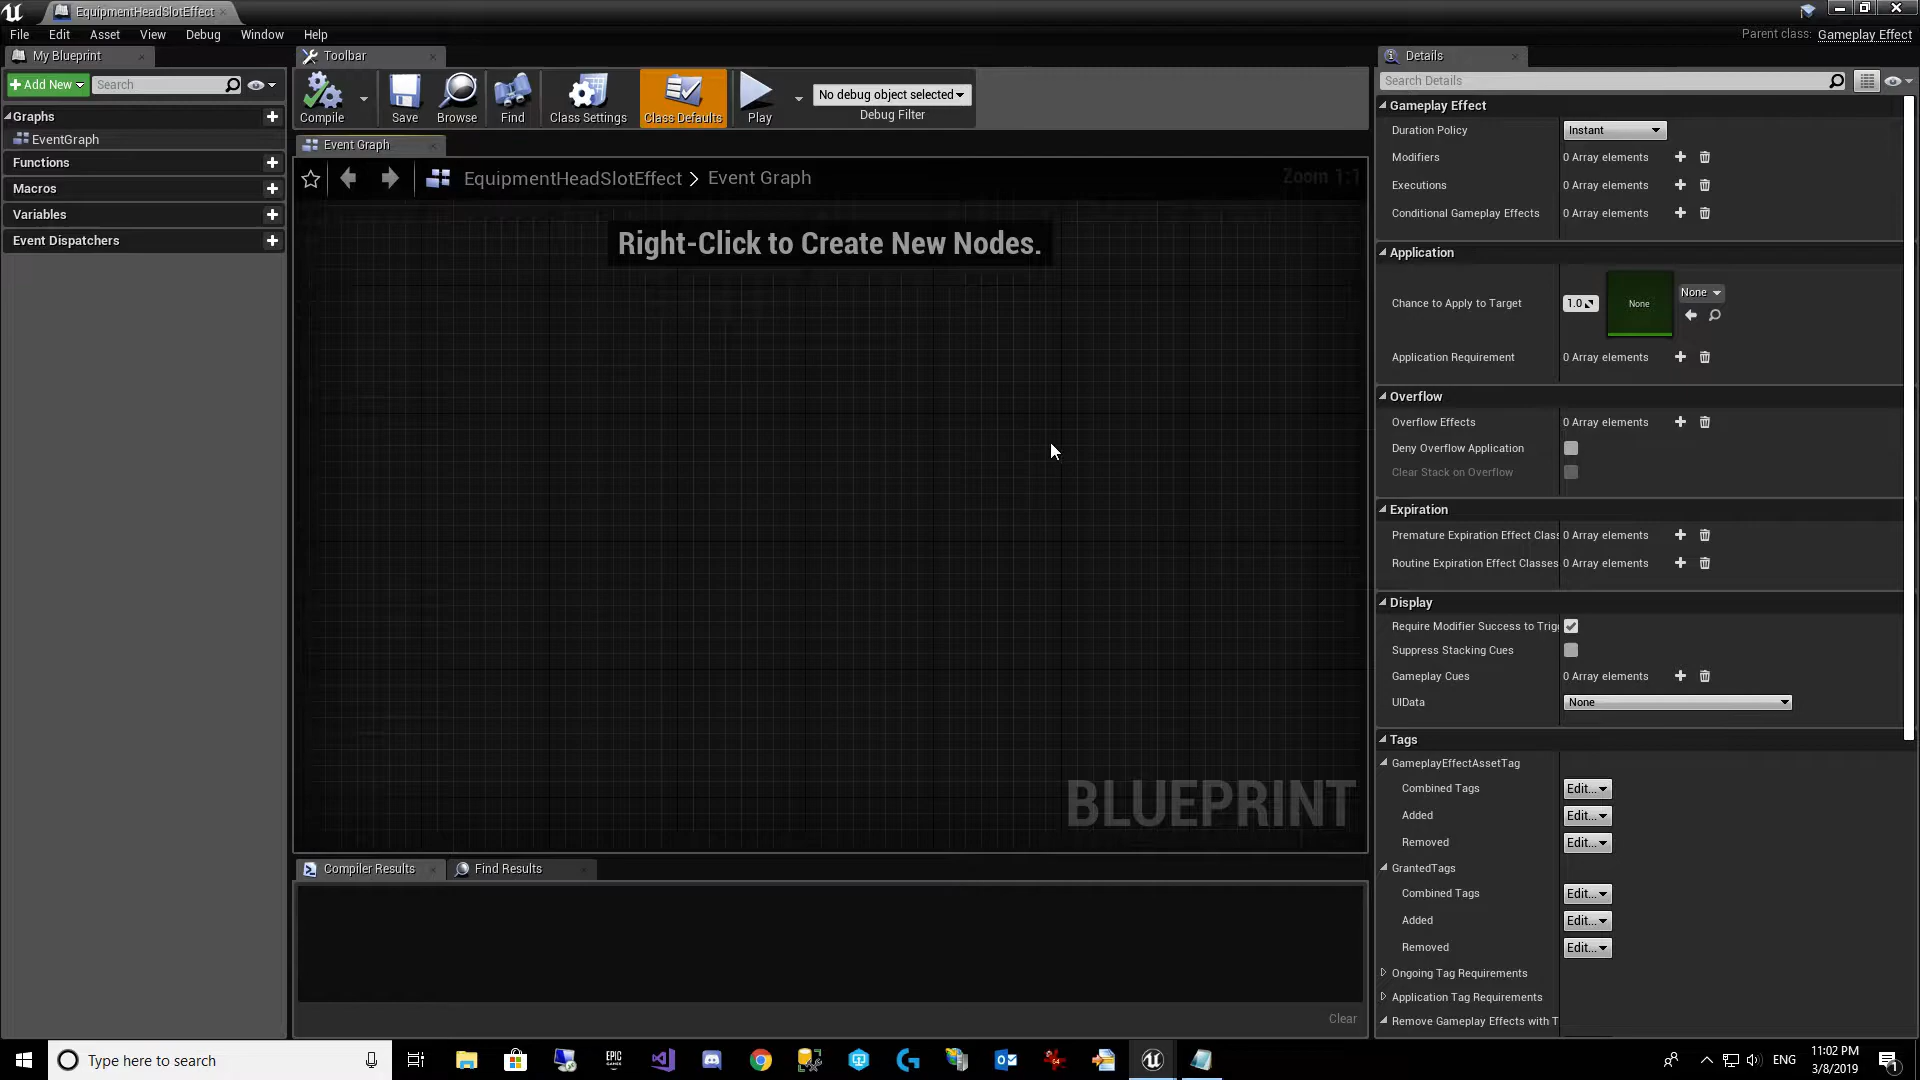 EquipmentHeadSlotEffect
File Edit Asset View Debug Window Help
Parent class: Gameplay Effect
My Blueprint
Add New
Search
Graphs
EventGraph
Functions
Macros
Variables
Event Dispatchers
Toolbar
Compile
Save
Browse
Find
Class Settings
Class Defaults
Play
No debug object selected
Debug Filter
Event Graph
EquipmentHeadSlotEffect > Event Graph
Zoom 1:1
Right-Click to Create New Nodes.
BLUEPRINT
Compiler Results
Find Results
Clear
Details
Search Details
Gameplay Effect
Duration Policy Instant
Modifiers 0 Array elements
Executions 0 Array elements
Conditional Gameplay Effects 0 Array elements
Application
Chance to Apply to Target 1.0 None None
Application Requirement 0 Array elements
Overflow
Overflow Effects 0 Array elements
Deny Overflow Application
Clear Stack on Overflow
Expiration
Premature Expiration Effect Class 0 Array elements
Routine Expiration Effect Classes 0 Array elements
Display
Require Modifier Success to Trig
Suppress Stacking Cues
Gameplay Cues 0 Array elements
UIData None
Tags
GameplayEffectAssetTag
Combined Tags Edit...
Added Edit...
Removed Edit...
GrantedTags
Combined Tags Edit...
Added Edit...
Removed Edit...
Ongoing Tag Requirements
Application Tag Requirements
Remove Gameplay Effects with T
Type here to search
EPIC
GAMES
ENG
11:02 PM
3/8/2019
1